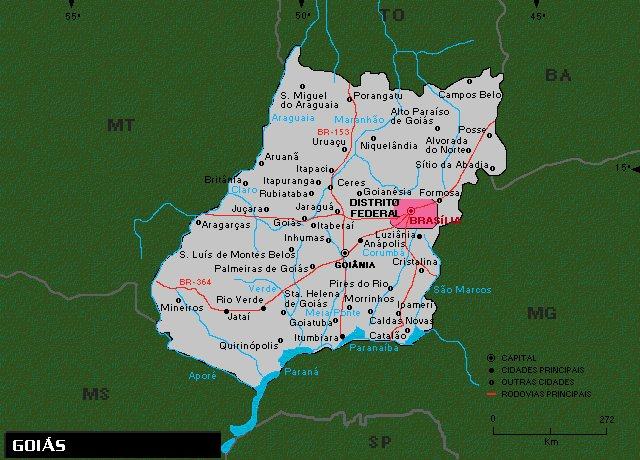 55°
50°
45°
TO
BA
MT
15°
MG
MS
SP
S. Miguel
do Araguaia
Araguaia
Porangatu
Campos Belo
Maranhão
Alto Paraíso
de Goiás
BR-153
Uruaçu
Niquelândia
Posse
Alvorada
do Norte
Sítio da Abadia
Aruanã
Itapaci
Britânia
Claro
Itapuranga
Ceres
Rubiataba
Goianésia
Formosa
DISTRITO
FEDERAL
BRASÍLIA
Juçara
Jaraguá
Goiás
Itaberaí
Aragarças
Inhumas
Luziânia
Anápolis
Corumbá
S. Luís de Montes Belos
GOIÂNIA
Palmeiras de Goiás
Cristalina
BR-364
Verde
Pires do Rio
São Marcos
Mineiros
Rio Verde
Jataí
Sta. Helena
de Goiás
Morrinhos
Ipameri
Meia Ponte
Goiatuba
Caldas Novas
Catalão
Quirinópolis
Itumbiara
Paranaíba
Aporé
Paraná
CAPITAL
CIDADES PRINCIPAIS
OUTRAS CIDADES
RODOVIAS PRINCIPAIS
0 272
Km
GOIÁS